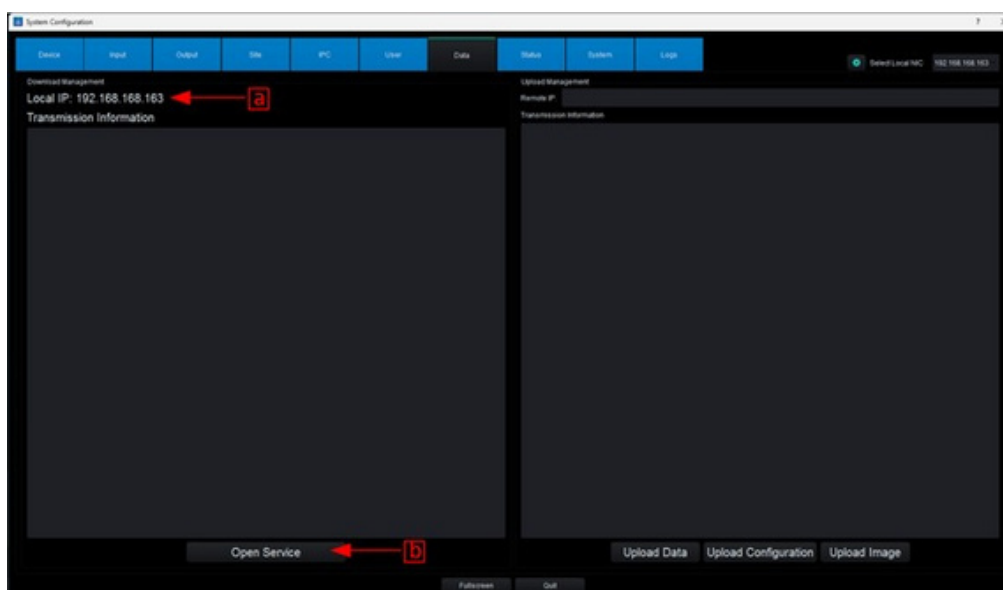 System Configuration
?
Device Input Output Site IPC User Data Status System Logs
Select Local NIC 192.168.168.163
Download Management
Local IP: 192.168.168.163
a
Transmission Information
Upload Management
Remote IP
Transmission Information
Open Service
b
Upload Data Upload Configuration Upload Image
Fullscreen Quit